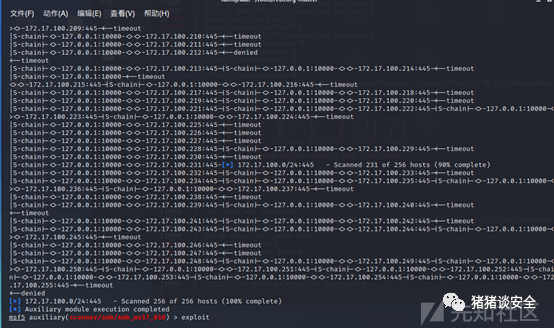 文件(F) 动作(A) 编辑(E) 查看(V) 帮助(H)
><>-172.17.100.209:445-<--timeout
|S-chain|-<>-127.0.0.1:10000-<><>-172.17.100.210:445-<--timeout
|S-chain|-<>-127.0.0.1:10000-<><>-172.17.100.211:445-<--timeout
|S-chain|-<>-127.0.0.1:10000-<><>-172.17.100.212:445-<--denied
<--timeout
|S-chain|-<>-127.0.0.1:10000-<><>-172.17.100.213:445-|S-chain|-<>-127.0.0.1:10000-<><>-172.17.100.214:445-<--timeout
|S-chain|-<>-127.0.0.1:10000-<--timeout
<><>-172.17.100.215:445-|S-chain|-<>-127.0.0.1:10000-<><>-172.17.100.216:445-<--timeout
|S-chain|-<>-127.0.0.1:10000-<><>-172.17.100.217:445-|S-chain|-<>-127.0.0.1:10000-<><>-172.17.100.218:445-<--timeout
|S-chain|-<>-127.0.0.1:10000-<><>-172.17.100.219:445-|S-chain|-<>-127.0.0.1:10000-<><>-172.17.100.220:445-<--timeout
|S-chain|-<>-127.0.0.1:10000-<><>-172.17.100.221:445-|S-chain|-<>-127.0.0.1:10000-<><>-172.17.100.222:445-|S-chain|-<>-127.0.0.1:10000-<>
><>-172.17.100.223:445-|S-chain|-<>-127.0.0.1:10000-<><>-172.17.100.224:445-<--timeout
|S-chain|-<>-127.0.0.1:10000-<><>-172.17.100.225:445-<--timeout
|S-chain|-<>-127.0.0.1:10000-<><>-172.17.100.226:445-<--timeout
|S-chain|-<>-127.0.0.1:10000-<><>-172.17.100.227:445-<--timeout
|S-chain|-<>-127.0.0.1:10000-<><>-172.17.100.228:445-|S-chain|-<>-127.0.0.1:10000-<><>-172.17.100.229:445-<--timeout
|S-chain|-<>-127.0.0.1:10000-<><>-172.17.100.230:445-<--timeout
|S-chain|-<>-127.0.0.1:10000-<><>-172.17.100.231:445-[*] 172.17.100.0/24:445 - Scanned 231 of 256 hosts (90% complete)
|S-chain|-<>-127.0.0.1:10000-<><>-172.17.100.232:445-|S-chain|-<>-127.0.0.1:10000-<><>-172.17.100.233:445-<--timeout
|S-chain|-<>-127.0.0.1:10000-<><>-172.17.100.234:445-|S-chain|-<>-127.0.0.1:10000-<><>-172.17.100.235:445-|S-chain|-<>-127.0.0.1:10000-<>
><>-172.17.100.236:445-|S-chain|-<>-127.0.0.1:10000-<><>-172.17.100.237:445-<--timeout
|S-chain|-<>-127.0.0.1:10000-<><>-172.17.100.238:445-<--timeout
|S-chain|-<>-127.0.0.1:10000-<><>-172.17.100.239:445-|S-chain|-<>-127.0.0.1:10000-<><>-172.17.100.240:445-<--timeout
<--timeout
|S-chain|-<>-127.0.0.1:10000-<><>-172.17.100.241:445-|S-chain|-<>-127.0.0.1:10000-<><>-172.17.100.242:445-<--timeout
|S-chain|-<>-127.0.0.1:10000-<><>-172.17.100.243:445-|S-chain|-<>-127.0.0.1:10000-<><>-172.17.100.244:445-|S-chain|-<>-127.0.0.1:10000-<>
><>-172.17.100.245:445-<--timeout
|S-chain|-<>-127.0.0.1:10000-<><>-172.17.100.246:445-<--timeout
|S-chain|-<>-127.0.0.1:10000-<><>-172.17.100.247:445-<--timeout
|S-chain|-<>-127.0.0.1:10000-<><>-172.17.100.248:445-|S-chain|-<>-127.0.0.1:10000-<><>-172.17.100.249:445-|S-chain|-<>-127.0.0.1:10000-<>
><>-172.17.100.250:445-|S-chain|-<>-127.0.0.1:10000-<><>-172.17.100.251:445-|S-chain|-<>-127.0.0.1:10000-<><>-172.17.100.252:445-|S-chai
n|-<>-127.0.0.1:10000-<><>-172.17.100.253:445-|S-chain|-<>-127.0.0.1:10000-<><>-172.17.100.254:445-|S-chain|-<>-127.0.0.1:10000-<><>-172
.17.100.255:445-<--timeout
<--denied
[*] 172.17.100.0/24:445 - Scanned 256 of 256 hosts (100% complete)
[*] Auxiliary module execution completed
msf5 auxiliary(scanner/smb/smb_ms17_010) > exploit
猪猪谈安全
先知社区